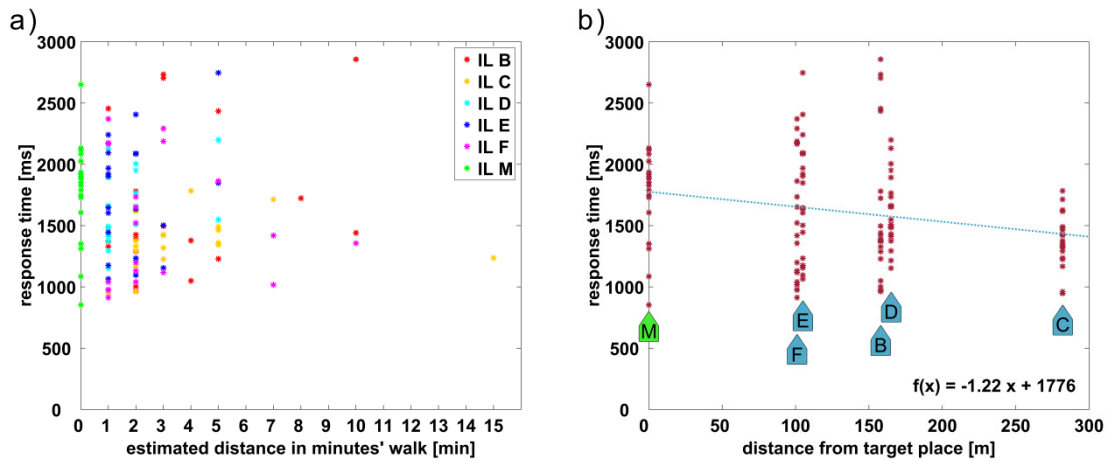 a)
3000
2500
2000
1500
1000
500
0
response time [ms]
IL B
IL C
IL D
IL E
IL F
IL M
0 1 2 3 4 5 6 7 8 9 10 11 12 13 14 15
estimated distance in minutes' walk [min]
b)
3000
2500
2000
1500
1000
500
0
response time [ms]
M
E
F
D
B
C
f(x) = -1.22 x + 1776
0 50 100 150 200 250 300
distance from target place [m]